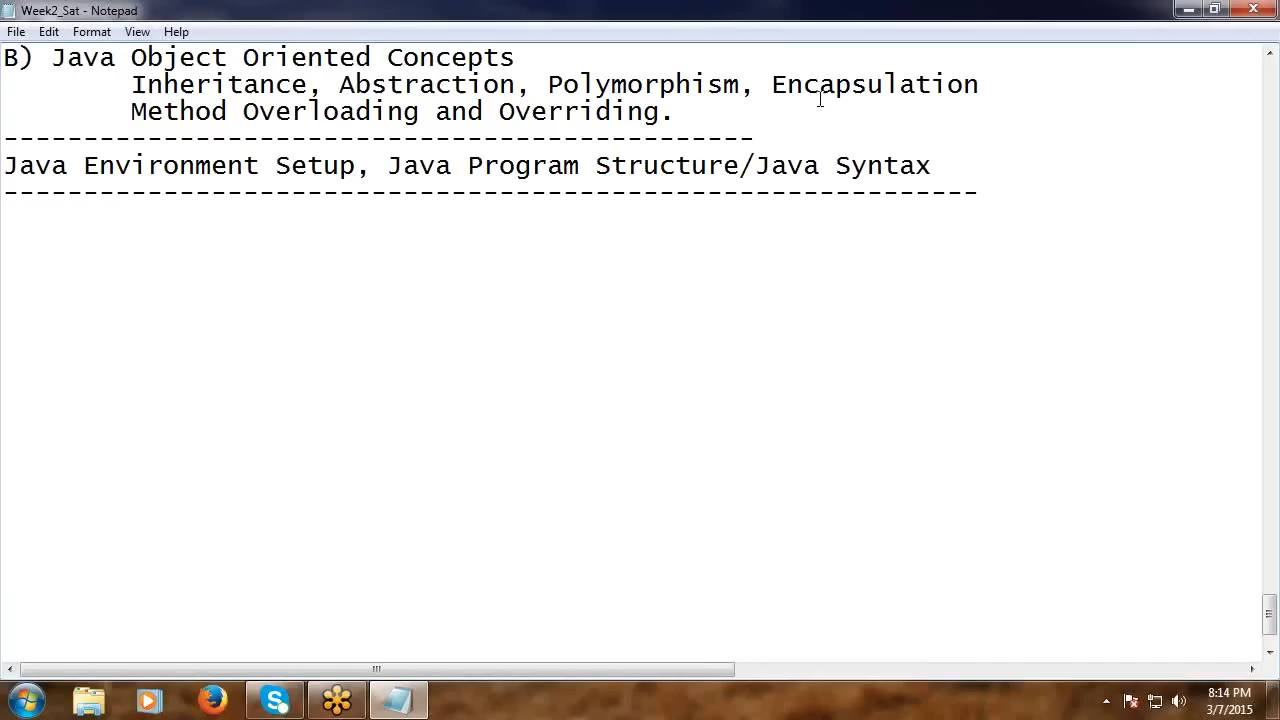 Week2_Sat - Notepad
File Edit Format View Help
B) Java Object Oriented Concepts
Inheritance, Abstraction, Polymorphism, Encapsulation
Method Overloading and Overriding.
-----------------------------------------------
Java Environment Setup, Java Program Structure/Java Syntax
-------------------------------------------------------------
8:14 PM
3/7/2015